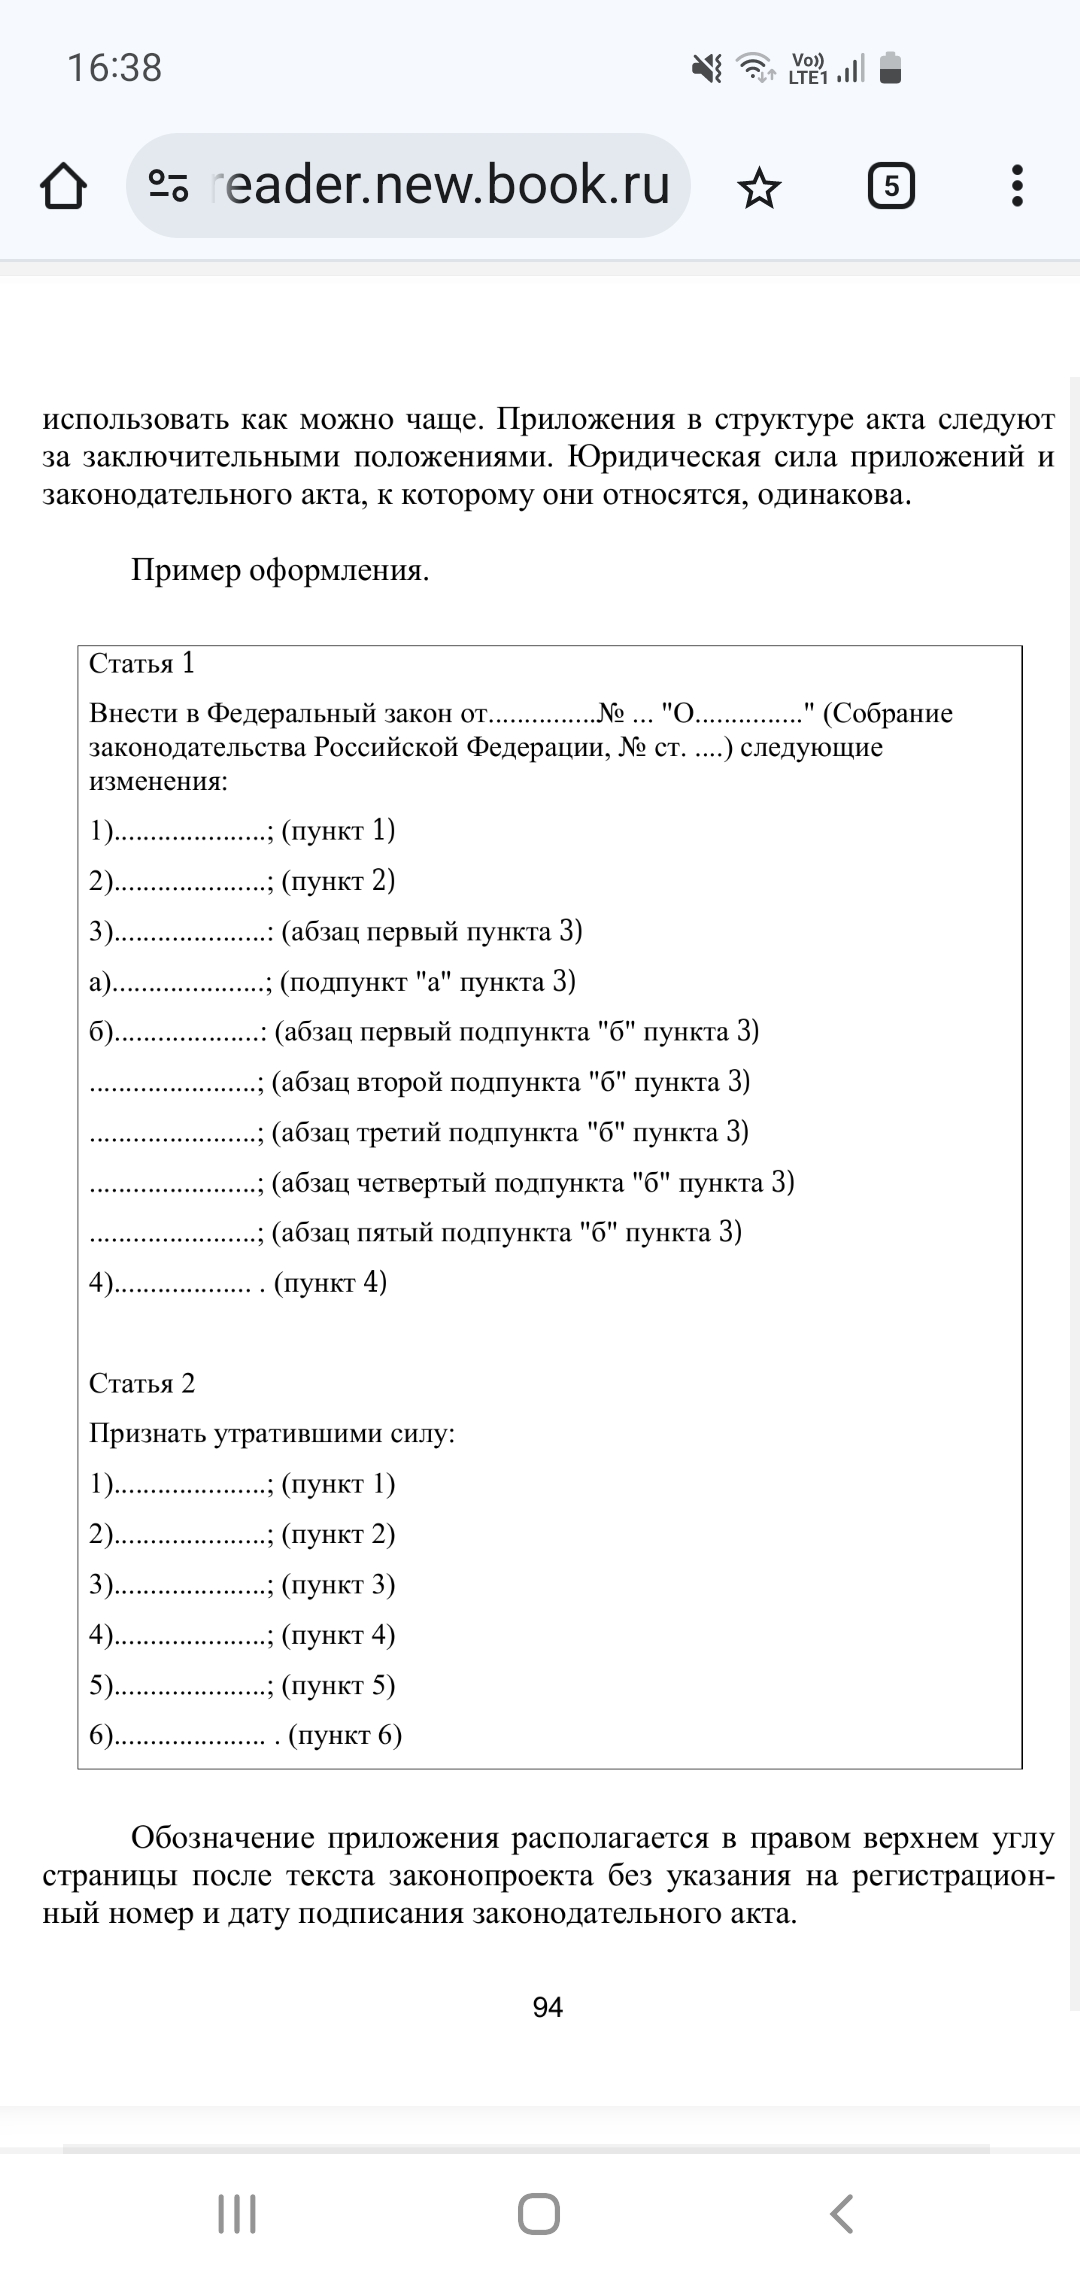 16:38
Vo))
LTE1
reader.new.book.ru
5
использовать как можно чаще. Приложения в структуре акта следуют
за заключительными положениями. Юридическая сила приложений и
законодательного акта, к которому они относятся, одинакова.
Пример оформления.
Статья 1
Внести в Федеральный закон от...............№ ... "О..............." (Собрание
законодательства Российской Федерации, № ст. ....) следующие
изменения:
1).....................; (пункт 1)
2).....................; (пункт 2)
3).....................: (абзац первый пункта 3)
а).....................; (подпункт "а" пункта 3)
б)....................: (абзац первый подпункта "б" пункта 3)
.......................; (абзац второй подпункта "б" пункта 3)
.......................; (абзац третий подпункта "б" пункта 3)
.......................; (абзац четвертый подпункта "б" пункта 3)
.......................; (абзац пятый подпункта "б" пункта 3)
4)................... . (пункт 4)
Статья 2
Признать утратившими силу:
1).....................; (пункт 1)
2).....................; (пункт 2)
3).....................; (пункт 3)
4).....................; (пункт 4)
5).....................; (пункт 5)
6)..................... . (пункт 6)
Обозначение приложения располагается в правом верхнем углу
страницы после текста законопроекта без указания на регистрацион-
ный номер и дату подписания законодательного акта.
94